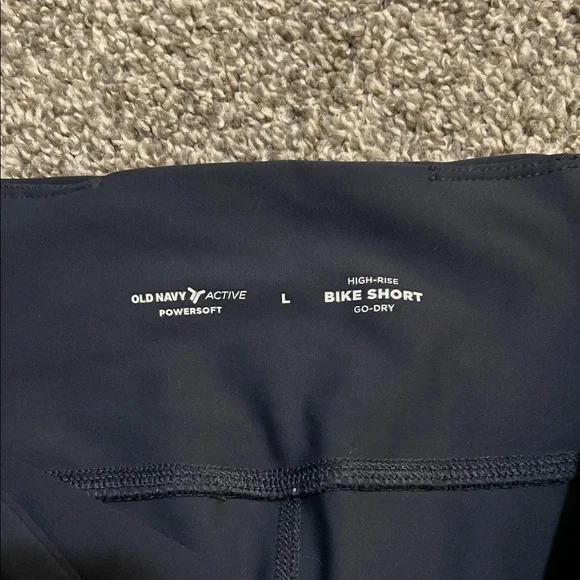 OLD NAVY ACTIVE
POWERSOFT
L
HIGH-RISE
BIKE SHORT
GO-DRY